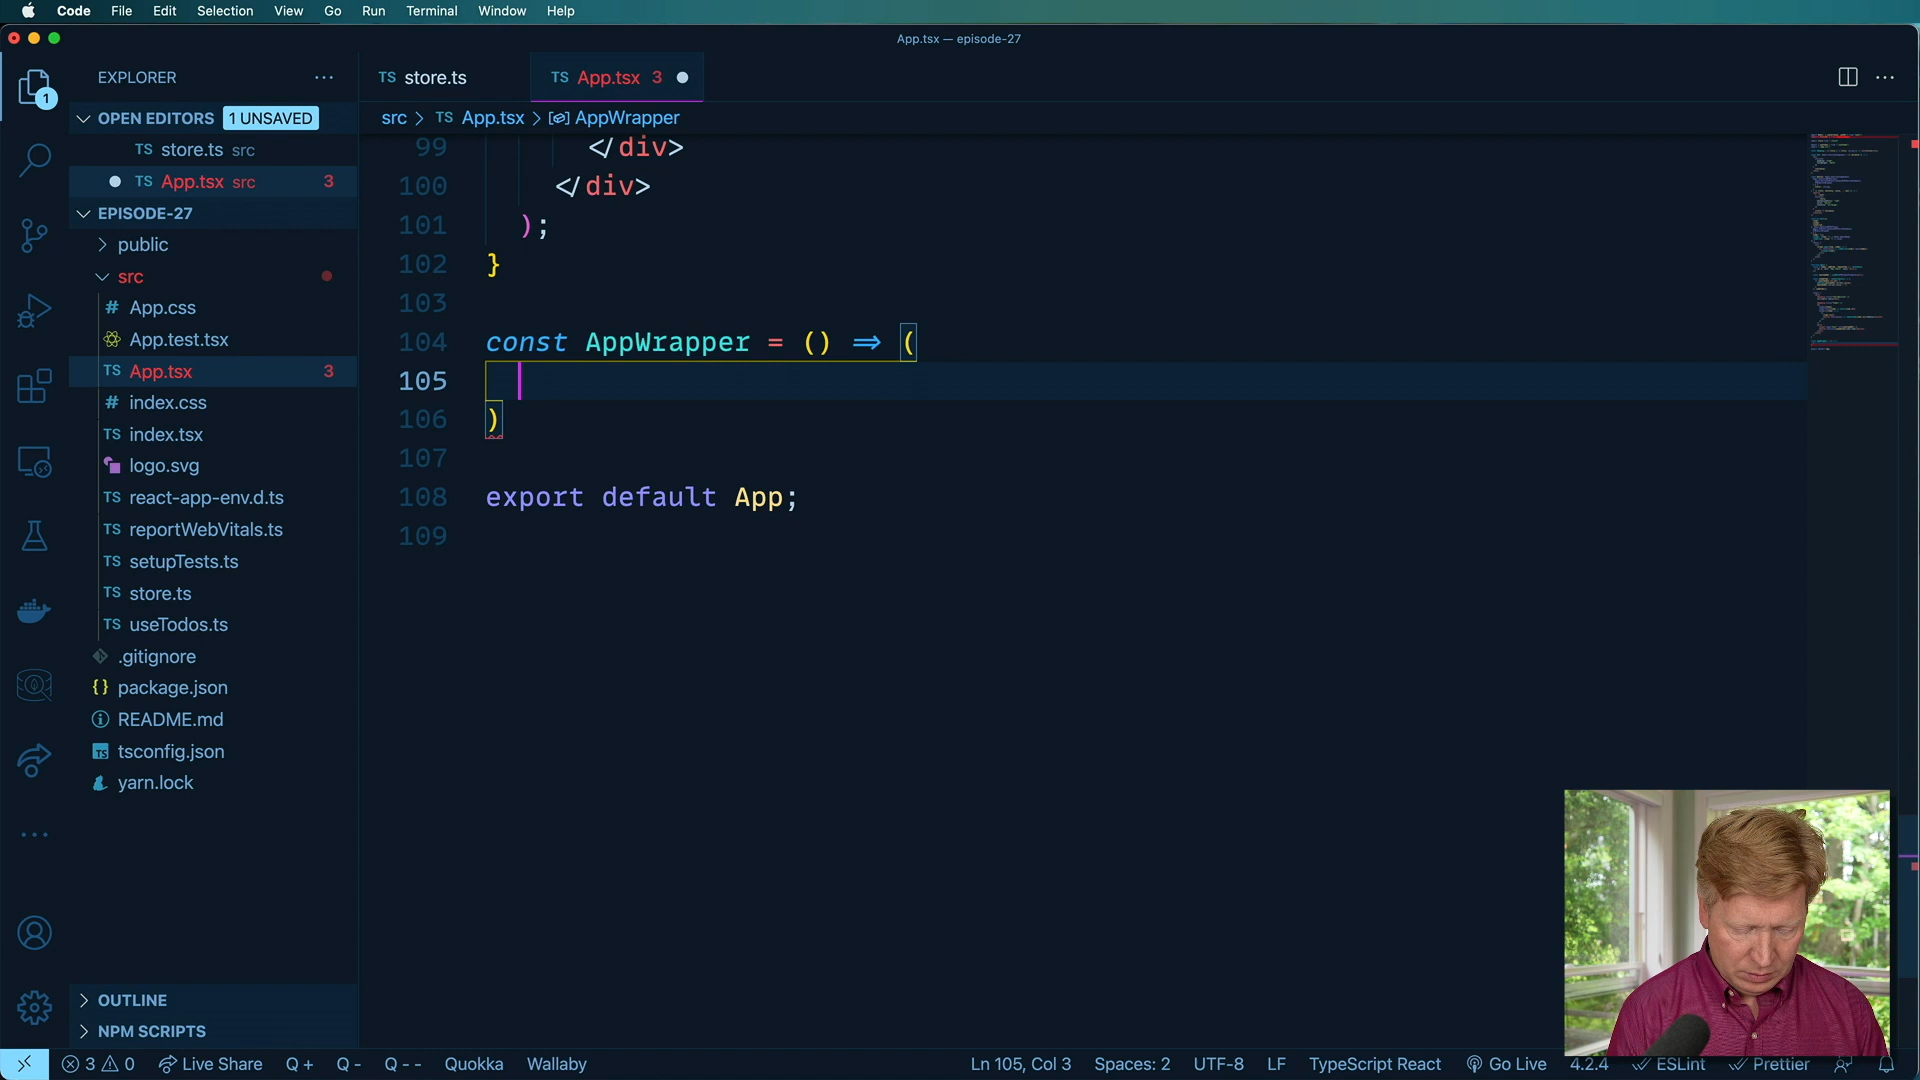 Code File Edit Selection View Go Run Terminal Window Help
App.tsx — episode-27
EXPLORER ...
OPEN EDITORS 1 UNSAVED
TS store.ts src
TS App.tsx src 3
EPISODE-27
public
src
# App.css
App.test.tsx
TS App.tsx 3
# index.css
TS index.tsx
logo.svg
TS react-app-env.d.ts
TS reportWebVitals.ts
TS setupTests.ts
TS store.ts
TS useTodos.ts
.gitignore
{} package.json
README.md
TS tsconfig.json
yarn.lock
OUTLINE
NPM SCRIPTS
1
TS store.ts TS App.tsx 3
src > TS App.tsx > AppWrapper
99 </div>
100 </div>
101 );
102 }
103
104 const AppWrapper = () => (
105
106 )
107
108 export default App;
109
3 0 Live Share Q + Q - Q - - Quokka Wallaby Ln 105, Col 3 Spaces: 2 UTF-8 LF TypeScript React Go Live 4.2.4 ESLint Prettier